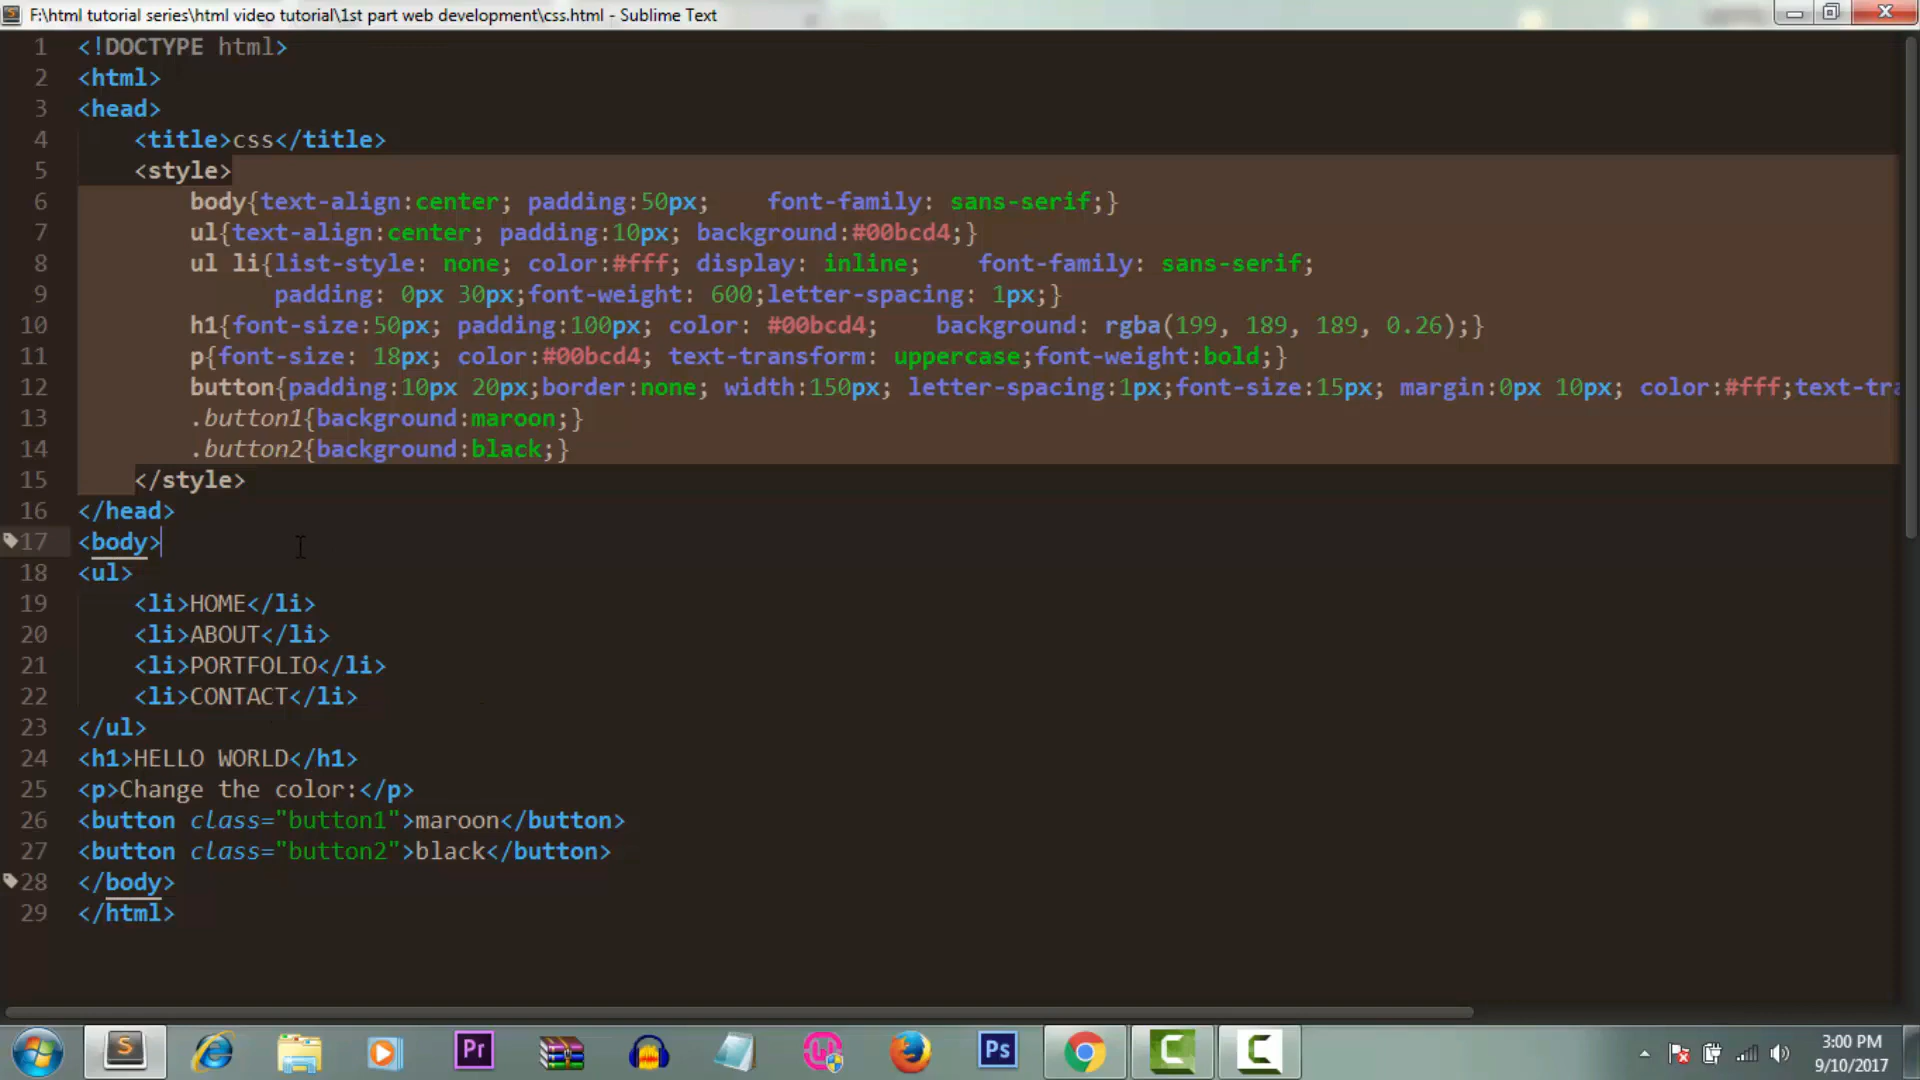 F:\html tutorial series\html video tutorial\1st part web development\css.html - Sublime Text
1 <!DOCTYPE html>
2 <html>
3 <head>
4 <title>css</title>
5 <style>
6 body{text-align:center; padding:50px; font-family: sans-serif;}
7 ul{text-align:center; padding:10px; background:#00bcd4;}
8 ul li{list-style: none; color:#fff; display: inline; font-family: sans-serif;
9 padding: 0px 30px;font-weight: 600;letter-spacing: 1px;}
10 h1{font-size:50px; padding:100px; color: #00bcd4; background: rgba(199, 189, 189, 0.26);}
11 p{font-size: 18px; color:#00bcd4; text-transform: uppercase;font-weight:bold;}
12 button{padding:10px 20px;border:none; width:150px; letter-spacing:1px;font-size:15px; margin:0px 10px; color:#fff;text-tra
13 .button1{background:maroon;}
14 .button2{background:black;}
15 </style>
16 </head>
17 <body>
18 <ul>
19 <li>HOME</li>
20 <li>ABOUT</li>
21 <li>PORTFOLIO</li>
22 <li>CONTACT</li>
23 </ul>
24 <h1>HELLO WORLD</h1>
25 <p>Change the color:</p>
26 <button class="button1">maroon</button>
27 <button class="button2">black</button>
28 </body>
29 </html>
Pr
Ps
3:00 PM
9/10/2017